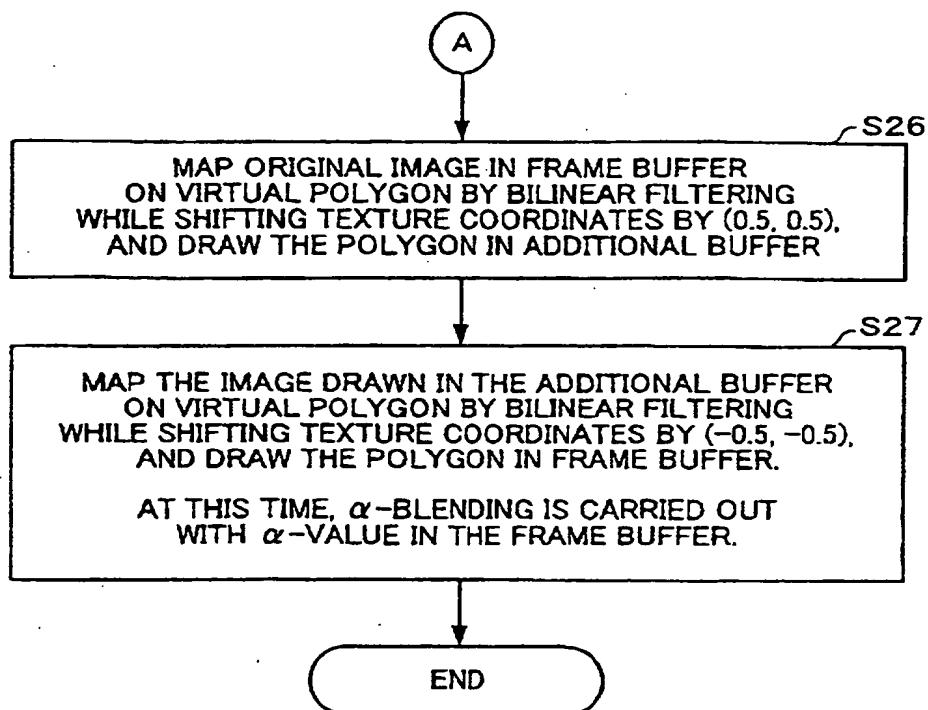 A
S26
MAP ORIGINAL IMAGE IN FRAME BUFFER
ON VIRTUAL POLYGON BY BILINEAR FILTERING
WHILE SHIFTING TEXTURE COORDINATES BY (0.5, 0.5),
AND DRAW THE POLYGON IN ADDITIONAL BUFFER
S27
MAP THE IMAGE DRAWN IN THE ADDITIONAL BUFFER
ON VIRTUAL POLYGON BY BILINEAR FILTERING
WHILE SHIFTING TEXTURE COORDINATES BY (-0.5, -0.5),
AND DRAW THE POLYGON IN FRAME BUFFER.
AT THIS TIME, α-BLENDING IS CARRIED OUT
WITH α-VALUE IN THE FRAME BUFFER.
END